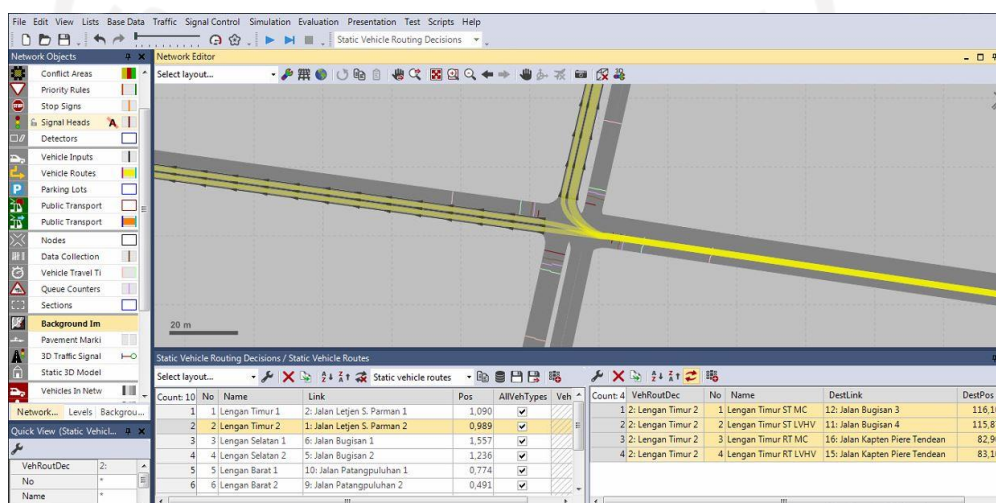 File Edit View Lists Base Data Traffic Signal Control Simulation Evaluation Presentation Test Scripts Help
Static Vehicle Routing Decisions
Network Objects
Network Editor
Select layout...
Conflict Areas
Priority Rules
STOP Stop Signs
Signal Heads
Detectors
Vehicle Inputs
Vehicle Routes
P Parking Lots
Public Transport
Public Transport
Nodes
Data Collection
Vehicle Travel Ti
Queue Counters
Sections
Background Im
Pavement Marki
3D Traffic Signal
Static 3D Model
Vehicles In Netw
Network... Levels Backgrou...
20 m
Quick View (Static Vehicl...
VehRoutDec 2:
No *
Name *
Static Vehicle Routing Decisions / Static Vehicle Routes
Select layout... Static vehicle routes
Count: 10 No Name Link Pos AllVehTypes Veh
1 1 Lengan Timur 1 2: Jalan Letjen S. Parman 1 1,090
2 2 Lengan Timur 2 1: Jalan Letjen S. Parman 2 0,989
3 3 Lengan Selatan 1 6: Jalan Bugisan 1 1,557
4 4 Lengan Selatan 2 5: Jalan Bugisan 2 1,236
5 5 Lengan Barat 1 10: Jalan Patangpuluhan 1 0,774
6 6 Lengan Barat 2 9: Jalan Patangpuluhan 2 0,491
Count: 4 VehRoutDec No Name DestLink DestPos
1 2: Lengan Timur 2 1 Lengan Timur ST MC 12: Jalan Bugisan 3 116,1
2 2: Lengan Timur 2 2 Lengan Timur ST LVHV 11: Jalan Bugisan 4 115,8
3 2: Lengan Timur 2 3 Lengan Timur RT MC 16: Jalan Kapten Piere Tendean 82,9
4 2: Lengan Timur 2 4 Lengan Timur RT LVHV 15: Jalan Kapten Piere Tendean 83,1